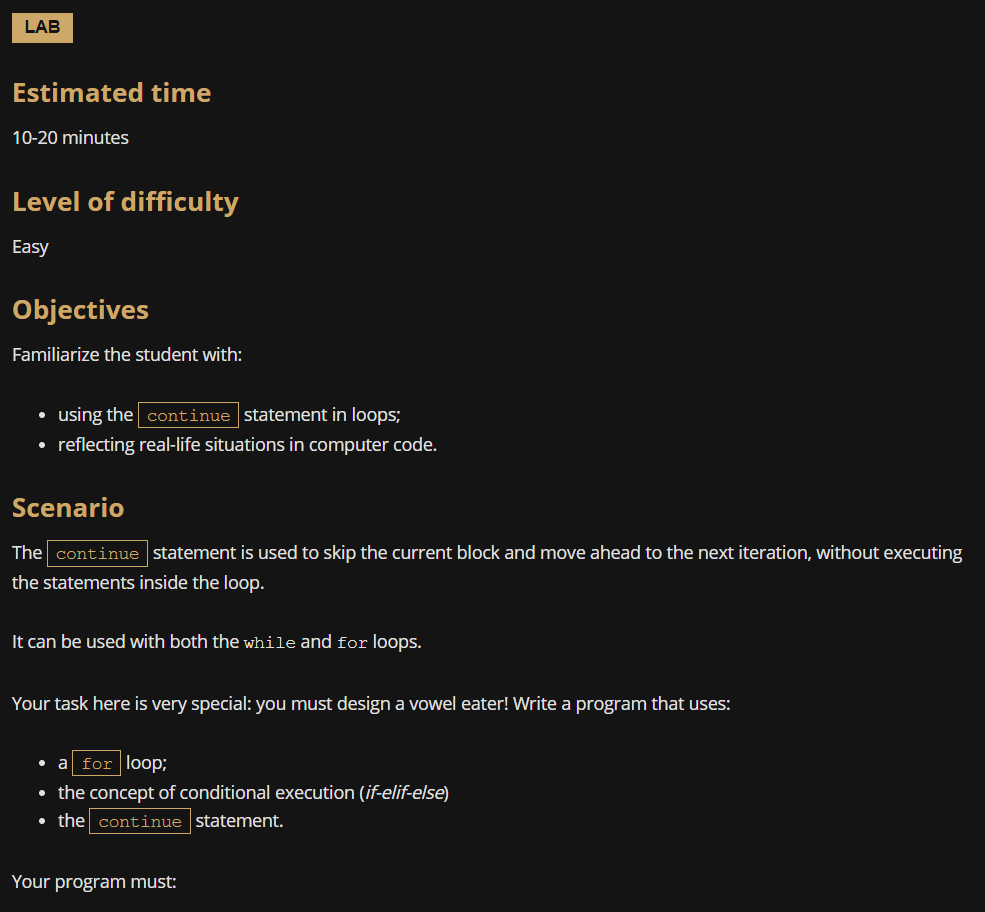 LAB
Estimated time
10-20 minutes
Level of difficulty
Easy
Objectives
Familiarize the student with:
• using the continue statement in loops;
• reflecting real-life situations in computer code.
Scenario
The continue statement is used to skip the current block and move ahead to the next iteration, without executing
the statements inside the loop.
It can be used with both the while and for loops.
Your task here is very special: you must design a vowel eater! Write a program that uses:
• a for loop;
• the concept of conditional execution (if-elif-else)
• the continue statement.
Your program must: